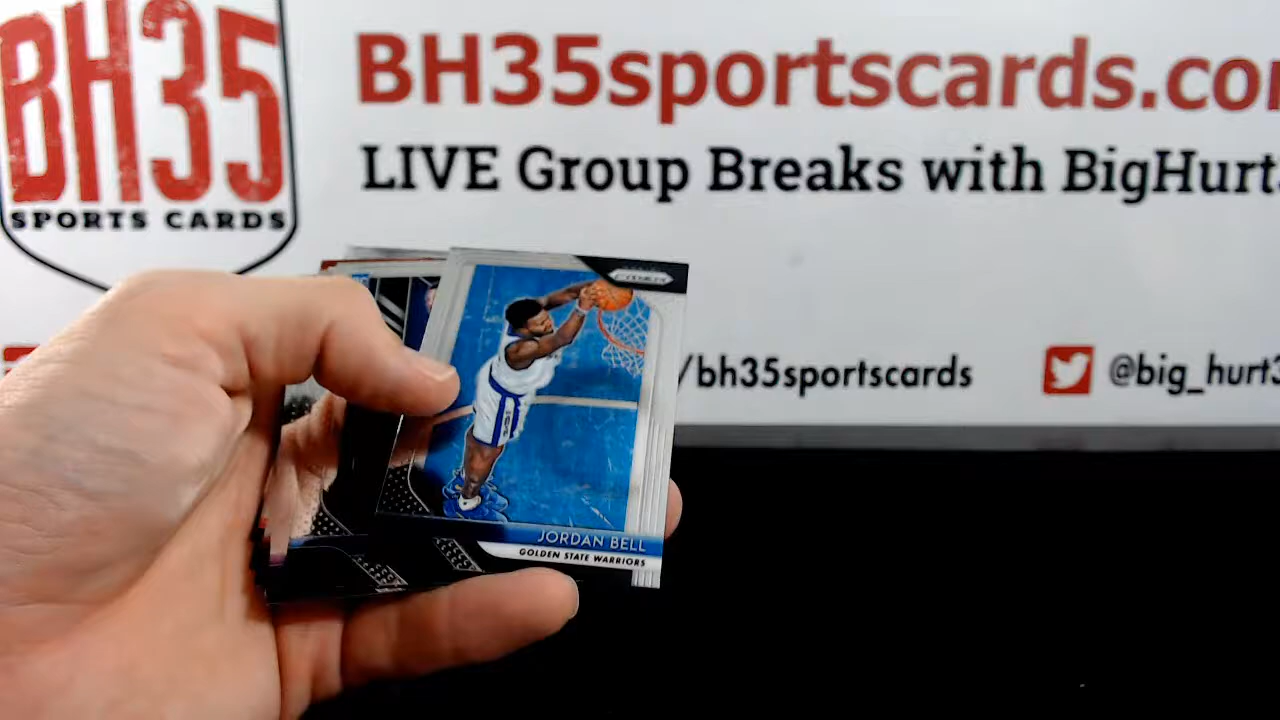 BH35
SPORTS CARDS
BH35sportscards.co
LIVE Group Breaks with BigHurt
/bh35sportscards
@big_hurt3
PRIZM
JORDAN BELL
GOLDEN STATE WARRIORS